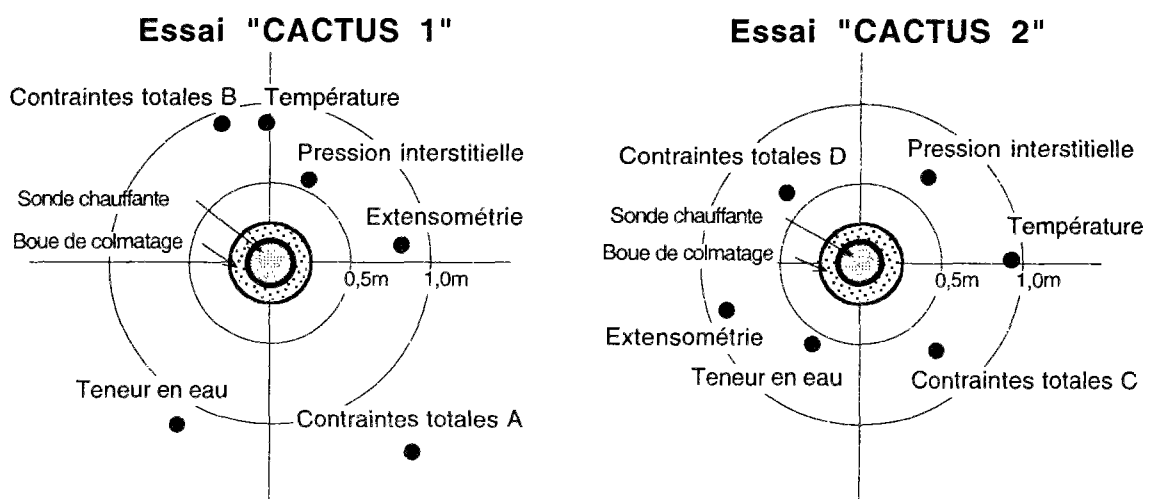 Essai "CACTUS 1"
Contraintes totales B
Température
Pression interstitielle
Sonde chauffante
Extensométrie
Boue de colmatage
0,5m
1,0m
Teneur en eau
Contraintes totales A
Essai "CACTUS 2"
Contraintes totales D
Pression interstitielle
Sonde chauffante
Température
Boue de colmatage
0,5m
1,0m
Extensométrie
Teneur en eau
Contraintes totales C